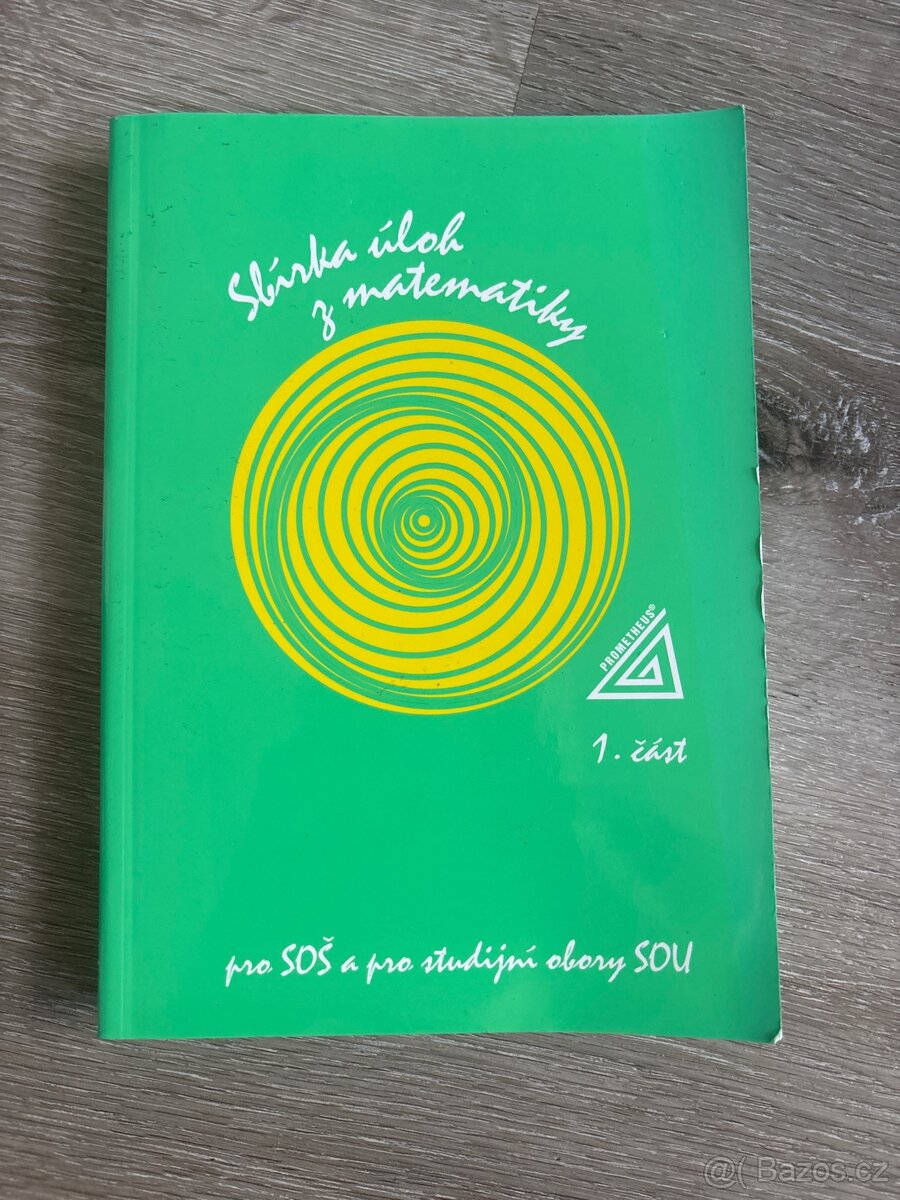 Sbírka úloh
z matematiky
PROMETHEUS®
1. část
pro SOŠ a pro studijní obory SOU
@( Bazos.cz